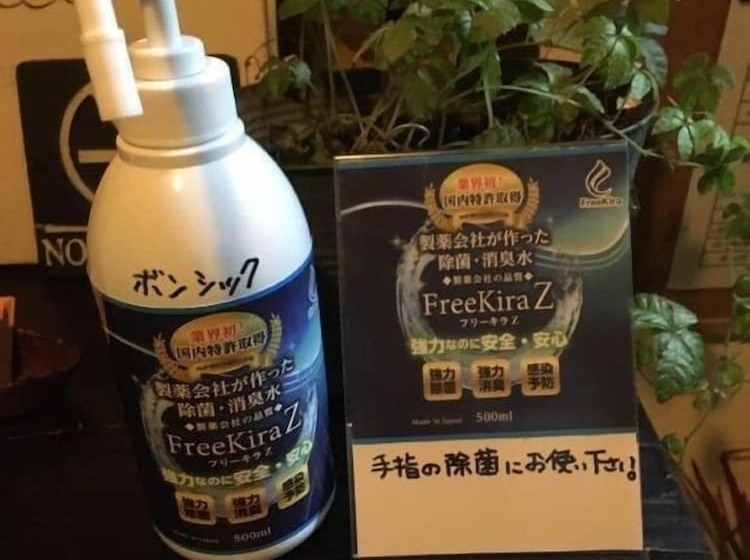 NO
ボンシック
業界初!
国内特許取得
製薬会社が作った
除菌・消臭水
◆製薬会社の品質◆
FreeKira Z
フリーキラ Z
強力なのに安全・安心
強力
除菌
強力
消臭
感染
予防
500ml
業界初!
国内特許取得
FreeKira
製薬会社が作った
除菌・消臭水
◆製薬会社の品質◆
FreeKira Z
フリーキラ Z
強力なのに安全・安心
強力
除菌
強力
消臭
感染
予防
Made in Japan
500ml
手指の除菌にお使い下さい。